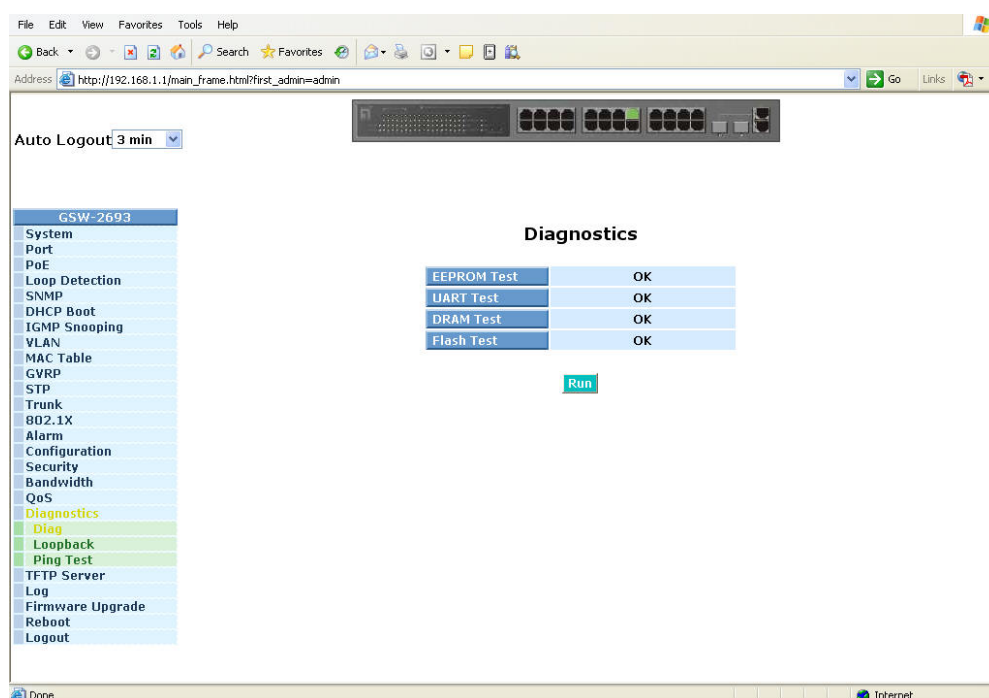 File Edit View Favorites Tools Help
Back Search Favorites
Address http://192.168.1.1/main_frame.html?first_admin=admin Go Links
Auto Logout 3 min
GSW-2693
System
Port
PoE
Loop Detection
SNMP
DHCP Boot
IGMP Snooping
VLAN
MAC Table
GVRP
STP
Trunk
802.1X
Alarm
Configuration
Security
Bandwidth
QoS
Diagnostics
Diag
Loopback
Ping Test
TFTP Server
Log
Firmware Upgrade
Reboot
Logout
Diagnostics
EEPROM Test OK
UART Test OK
DRAM Test OK
Flash Test OK
Run
Done Internet